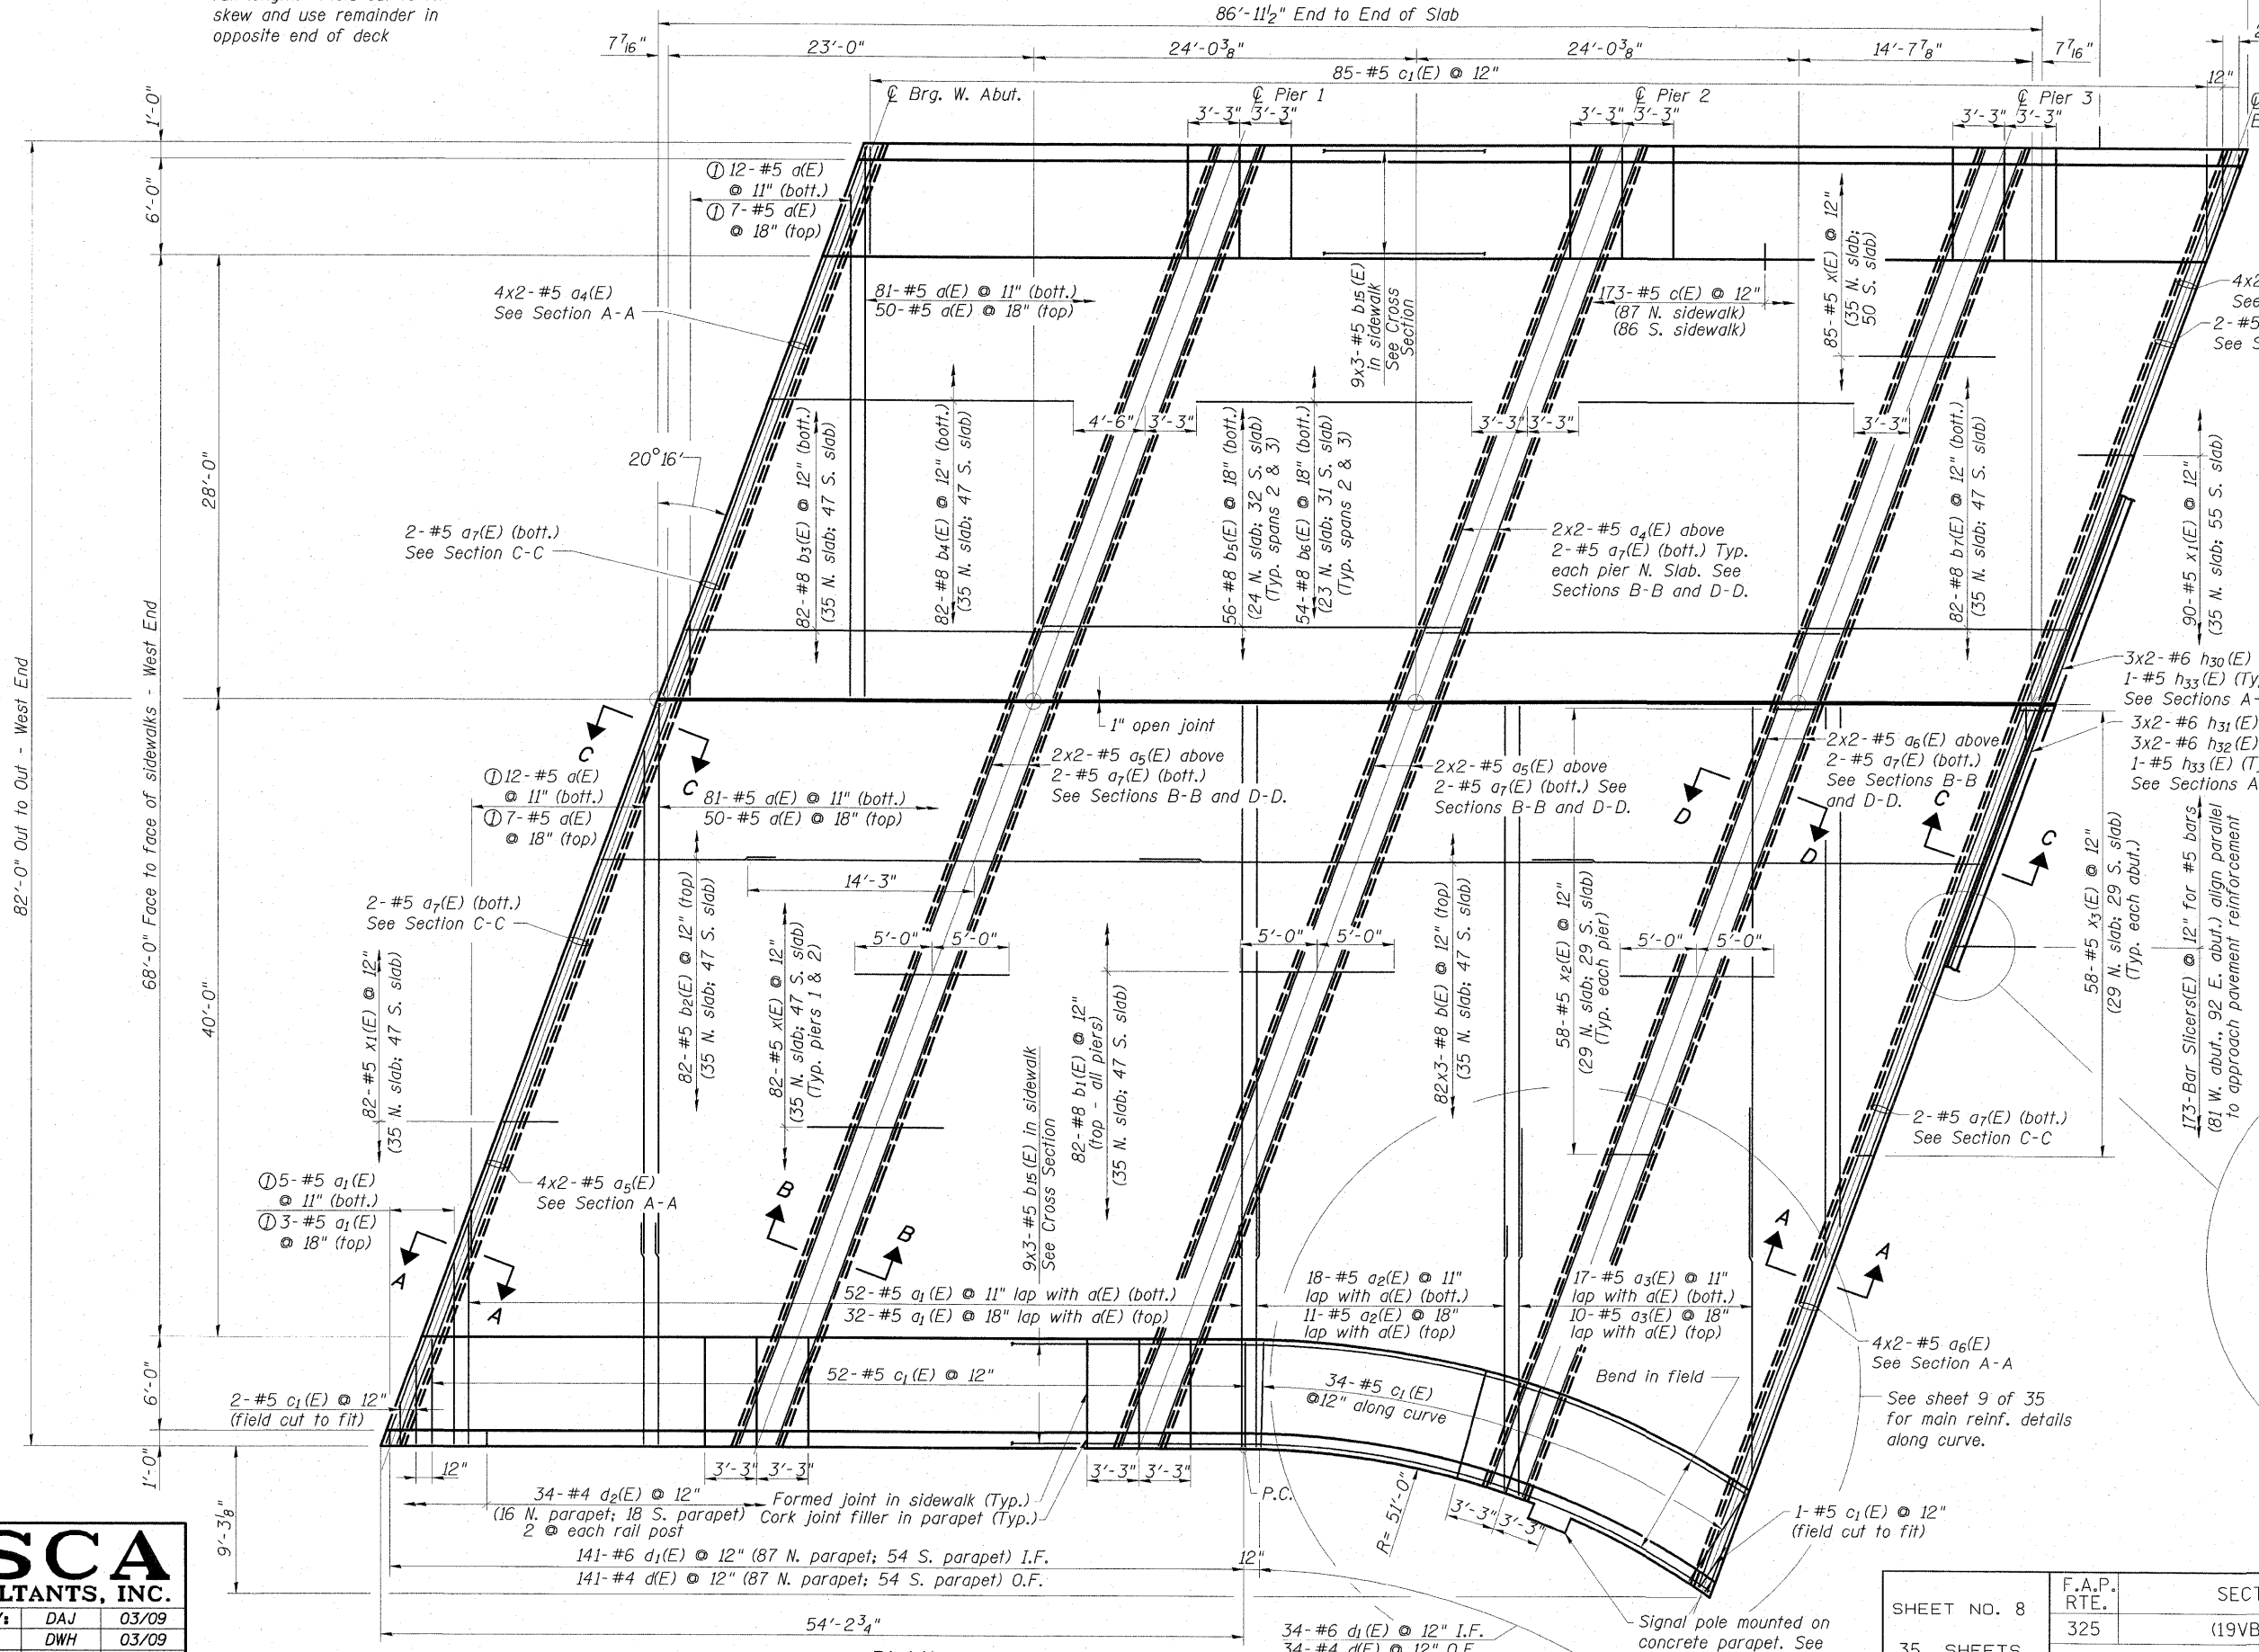 skew and use remainder in
opposite end of deck
86'-11½" End to End of Slab
7 7/16"
23'-0"
24'-0⅜"
24'-0⅜"
14'-7⅞"
7 7/16"
85-#5 c1(E) @ 12"
12"
℄ Brg. W. Abut.
℄ Pier 1
℄ Pier 2
℄ Pier 3
3'-3"
3'-3"
3'-3"
3'-3"
3'-3"
3'-3"
1'-0"
6'-0"
28'-0"
40'-0"
6'-0"
1'-0"
82'-0" Out to Out - West End
68'-0" Face to face of sidewalks - West End
① 12-#5 a(E)
@ 11" (bott.)
① 7-#5 a(E)
@ 18" (top)
4x2-#5 a4(E)
See Section A-A
81-#5 a(E) @ 11" (bott.)
50-#5 a(E) @ 18" (top)
9x3-#5 b15(E)
in sidewalk
See Cross
Section
173-#5 c(E) @ 12"
(87 N. sidewalk)
(86 S. sidewalk)
85-#5 x(E) @ 12"
(35 N. slab;
50 S. slab)
20°16'
4'-6"
3'-3"
3'-3"
3'-3"
3'-3"
82-#8 b3(E) @ 12" (bott.)
(35 N. slab; 47 S. slab)
82-#8 b4(E) @ 12" (bott.)
(35 N. slab; 47 S. slab)
56-#8 b5(E) @ 18" (bott.)
(24 N. slab; 32 S. slab)
(Typ. spans 2 & 3)
54-#8 b6(E) @ 18" (bott.)
(23 N. slab; 31 S. slab)
(Typ. spans 2 & 3)
82-#8 b7(E) @ 12" (bott.)
(35 N. slab; 47 S. slab)
90-#5 x1(E) @ 12"
(35 N. slab; 55 S. slab)
2-#5 a7(E) (bott.)
See Section C-C
2x2-#5 a4(E) above
2-#5 a7(E) (bott.) Typ.
each pier N. Slab. See
Sections B-B and D-D.
3x2-#6 h30(E)
1-#5 h33(E)
See Sections
3x2-#6 h31(E)
3x2-#6 h32(E)
1-#5 h33(E)
See Sections
1" open joint
C
C
① 12-#5 a(E)
@ 11" (bott.)
① 7-#5 a(E)
@ 18" (top)
81-#5 a(E) @ 11" (bott.)
50-#5 a(E) @ 18" (top)
2x2-#5 a5(E) above
2-#5 a7(E) (bott.)
See Sections B-B and D-D.
2x2-#5 a5(E) above
2-#5 a7(E) (bott.) See
Sections B-B and D-D.
2x2-#5 a6(E) above
2-#5 a7(E) (bott.)
See Sections B-B
and D-D.
D
D
C
C
14'-3"
2-#5 a7(E) (bott.)
See Section C-C
5'-0"
5'-0"
5'-0"
5'-0"
5'-0"
5'-0"
82-#5 x1(E) @ 12"
(35 N. slab; 47 S. slab)
82-#5 b2(E) @ 12" (top)
(35 N. slab; 47 S. slab)
82-#5 x(E) @ 12"
(35 N. slab; 47 S. slab)
(Typ. piers 1 & 2)
9x3-#5 b15(E) in sidewalk
See Cross Section
82-#8 b1(E) @ 12"
(top - all piers)
(35 N. slab; 47 S. slab)
82x3-#8 b(E) @ 12" (top)
(35 N. slab; 47 S. slab)
58-#5 x2(E) @ 12"
(29 N. slab; 29 S. slab)
(Typ. each pier)
58-#5 x3(E) @ 12"
(29 N. slab; 29 S. slab)
(Typ. each abut.)
173-Bar Slicers(E) @ 12" for #5 bars
(81 W. abut., 92 E. abut.) align parallel
to approach pavement reinforcement
2-#5 a7(E) (bott.)
See Section C-C
① 5-#5 a1(E)
@ 11" (bott.)
① 3-#5 a1(E)
@ 18" (top)
4x2-#5 a5(E)
See Section A-A
A
A
B
B
A
A
52-#5 a1(E) @ 11" lap with a(E) (bott.)
32-#5 a1(E) @ 18" lap with a(E) (top)
18-#5 a2(E) @ 11"
lap with a(E) (bott.)
11-#5 a2(E) @ 18"
lap with a(E) (top)
17-#5 a3(E) @ 11"
lap with a(E) (bott.)
10-#5 a3(E) @ 18"
lap with a(E) (top)
4x2-#5 a6(E)
See Section A-A
See sheet 9 of 35
for main reinf. details
along curve.
2-#5 c1(E) @ 12"
(field cut to fit)
52-#5 c1(E) @ 12"
34-#5 c1(E)
@12" along curve
Bend in field
12"
3'-3"
3'-3"
3'-3"
3'-3"
3'-3"
3'-3"
P.C.
R= 51'-0"
9'-3⅛"
34-#4 d2(E) @ 12"
(16 N. parapet; 18 S. parapet)
2 @ each rail post
Formed joint in sidewalk (Typ.)
Cork joint filler in parapet (Typ.)
1-#5 c1(E) @ 12"
(field cut to fit)
141-#6 d1(E) @ 12" (87 N. parapet; 54 S. parapet) I.F.
141-#4 d(E) @ 12" (87 N. parapet; 54 S. parapet) O.F.
12"
54'-2¾"
34-#6 d1(E) @ 12" I.F.
34-#4 d(E) @ 12" O.F.
Signal pole mounted on
concrete parapet. See
SCA
LTANTS, INC.
DAJ 03/09
DWH 03/09
SHEET NO. 8
35 SHEETS
F.A.P.
RTE.
325